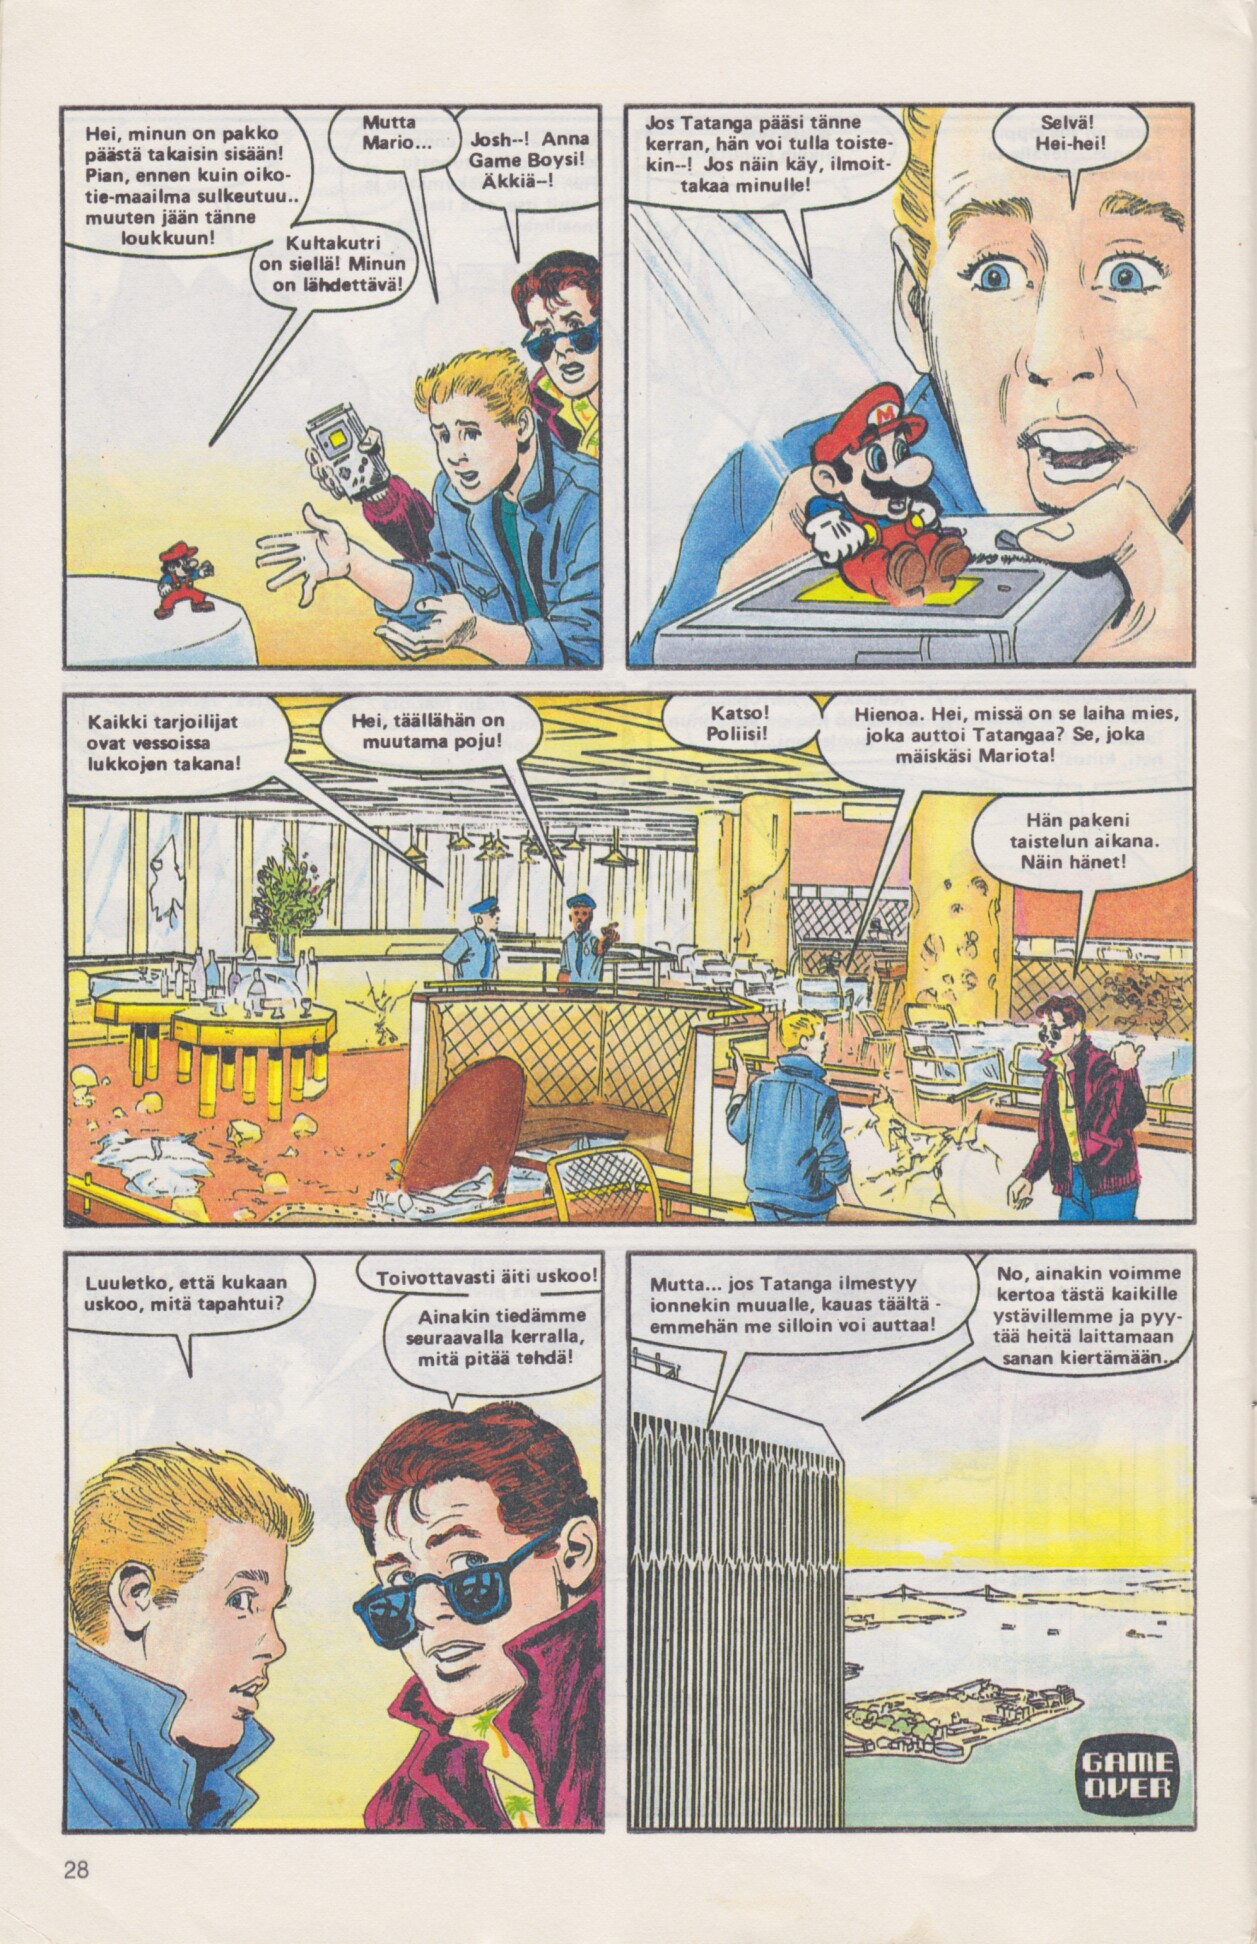 Hei, minun on pakko
päästä takaisin sisään!
Pian, ennen kuin oiko-
tie-maailma sulkeutuu..
muuten jään tänne
loukkuun!
Kultakutri
on siellä! Minun
on lähdettävä!
Mutta
Mario...
Josh--! Anna
Game Boysi!
Äkkiä--!
Jos Tatanga pääsi tänne
kerran, hän voi tulla toiste-
kin--! Jos näin käy, ilmoit-
takaa minulle!
Selvä!
Hei-hei!
M
Kaikki tarjoilijat
ovat vessoissa
lukkojen takana!
Hei, täällähän on
muutama poju!
Katso!
Poliisi!
Hienoa. Hei, missä on se laiha mies,
joka auttoi Tatangaa? Se, joka
mäiskäsi Mariota!
Hän pakeni
taistelun aikana.
Näin hänet!
Luuletko, että kukaan
uskoo, mitä tapahtui?
Toivottavasti äiti uskoo!
Ainakin tiedämme
seuraavalla kerralla,
mitä pitää tehdä!
Mutta... jos Tatanga ilmestyy
ionnekin muualle, kauas täältä -
emmehän me silloin voi auttaa!
No, ainakin voimme
kertoa tästä kaikille
ystävillemme ja pyy-
tää heitä laittamaan
sanan kiertämään...
GAME
OVER
28